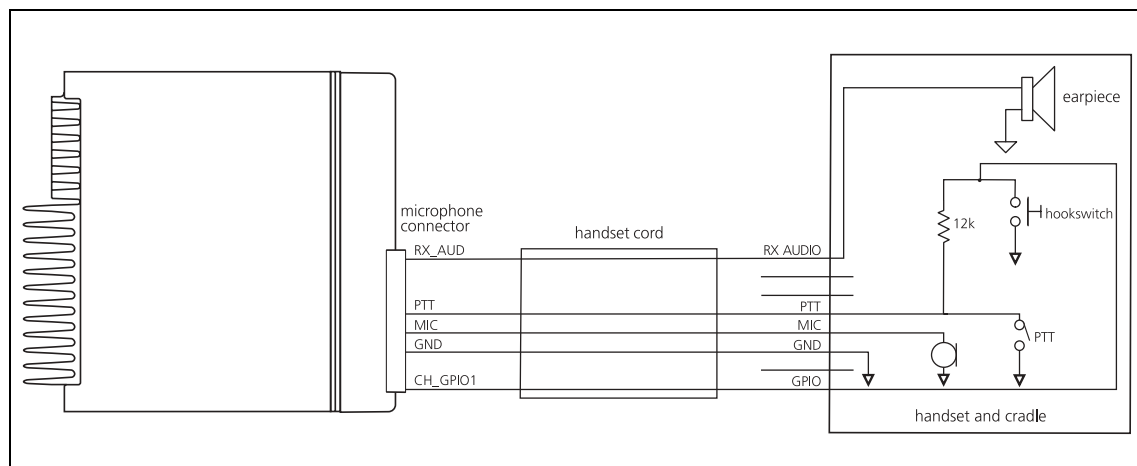 earpiece
microphone
connector
12k
hookswitch
handset cord
RX_AUD
RX AUDIO
PTT
PTT
MIC
MIC
PTT
GND
GND
CH_GPIO1
GPIO
handset and cradle